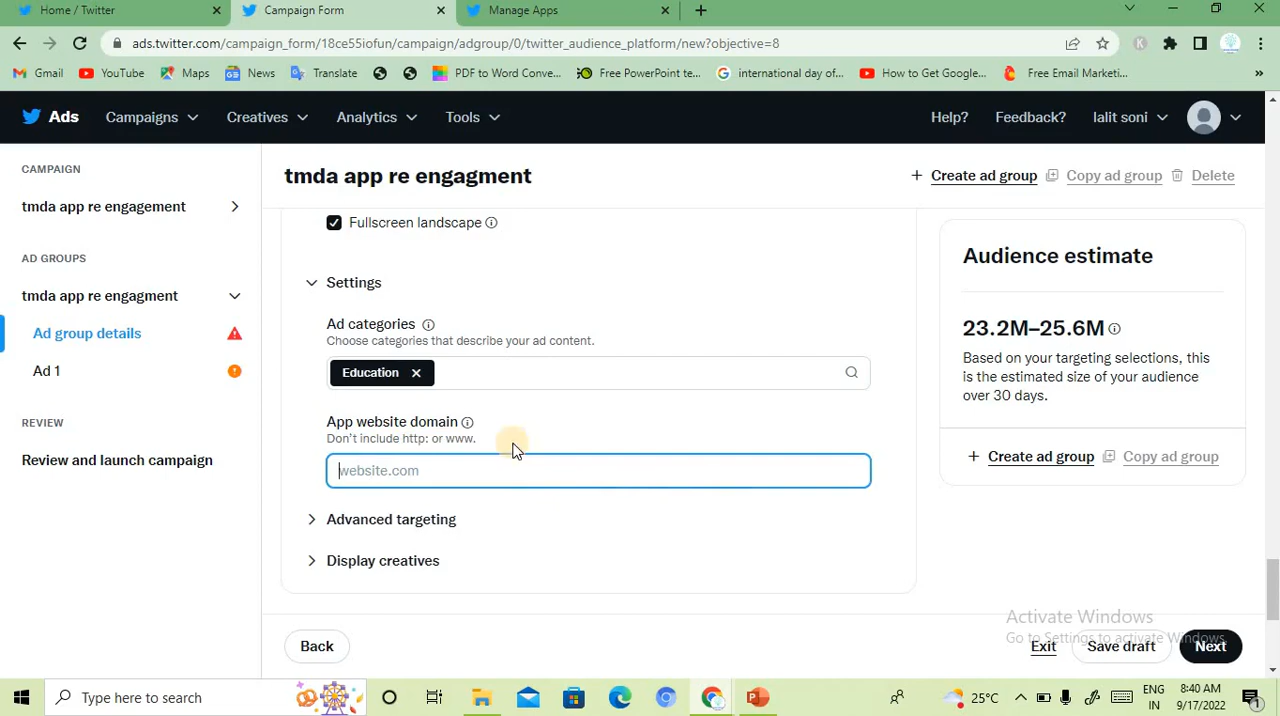 Home / Twitter
Campaign Form
Manage Apps
ads.twitter.com/campaign_form/18ce55iofun/campaign/adgroup/0/twitter_audience_platform/new?objective=8
K
Gmail
YouTube
Maps
News
Translate
PDF to Word Conve...
Free PowerPoint te...
international day of...
How to Get Google...
Free Email Marketi...
Ads
Campaigns
Creatives
Analytics
Tools
Help?
Feedback?
lalit soni
CAMPAIGN
tmda app re engagement
AD GROUPS
tmda app re engagment
Ad group details
Ad 1
REVIEW
Review and launch campaign
tmda app re engagment
+ Create ad group
Copy ad group
Delete
Fullscreen landscape
Settings
Ad categories
Choose categories that describe your ad content.
Education
App website domain
Don't include http: or www.
website.com
Advanced targeting
Display creatives
Audience estimate
23.2M–25.6M
Based on your targeting selections, this
is the estimated size of your audience
over 30 days.
+ Create ad group
Copy ad group
Activate Windows
Go to Settings to activate Windows.
Back
Exit
Save draft
Next
Type here to search
25°C
ENG
IN
8:40 AM
9/17/2022
1